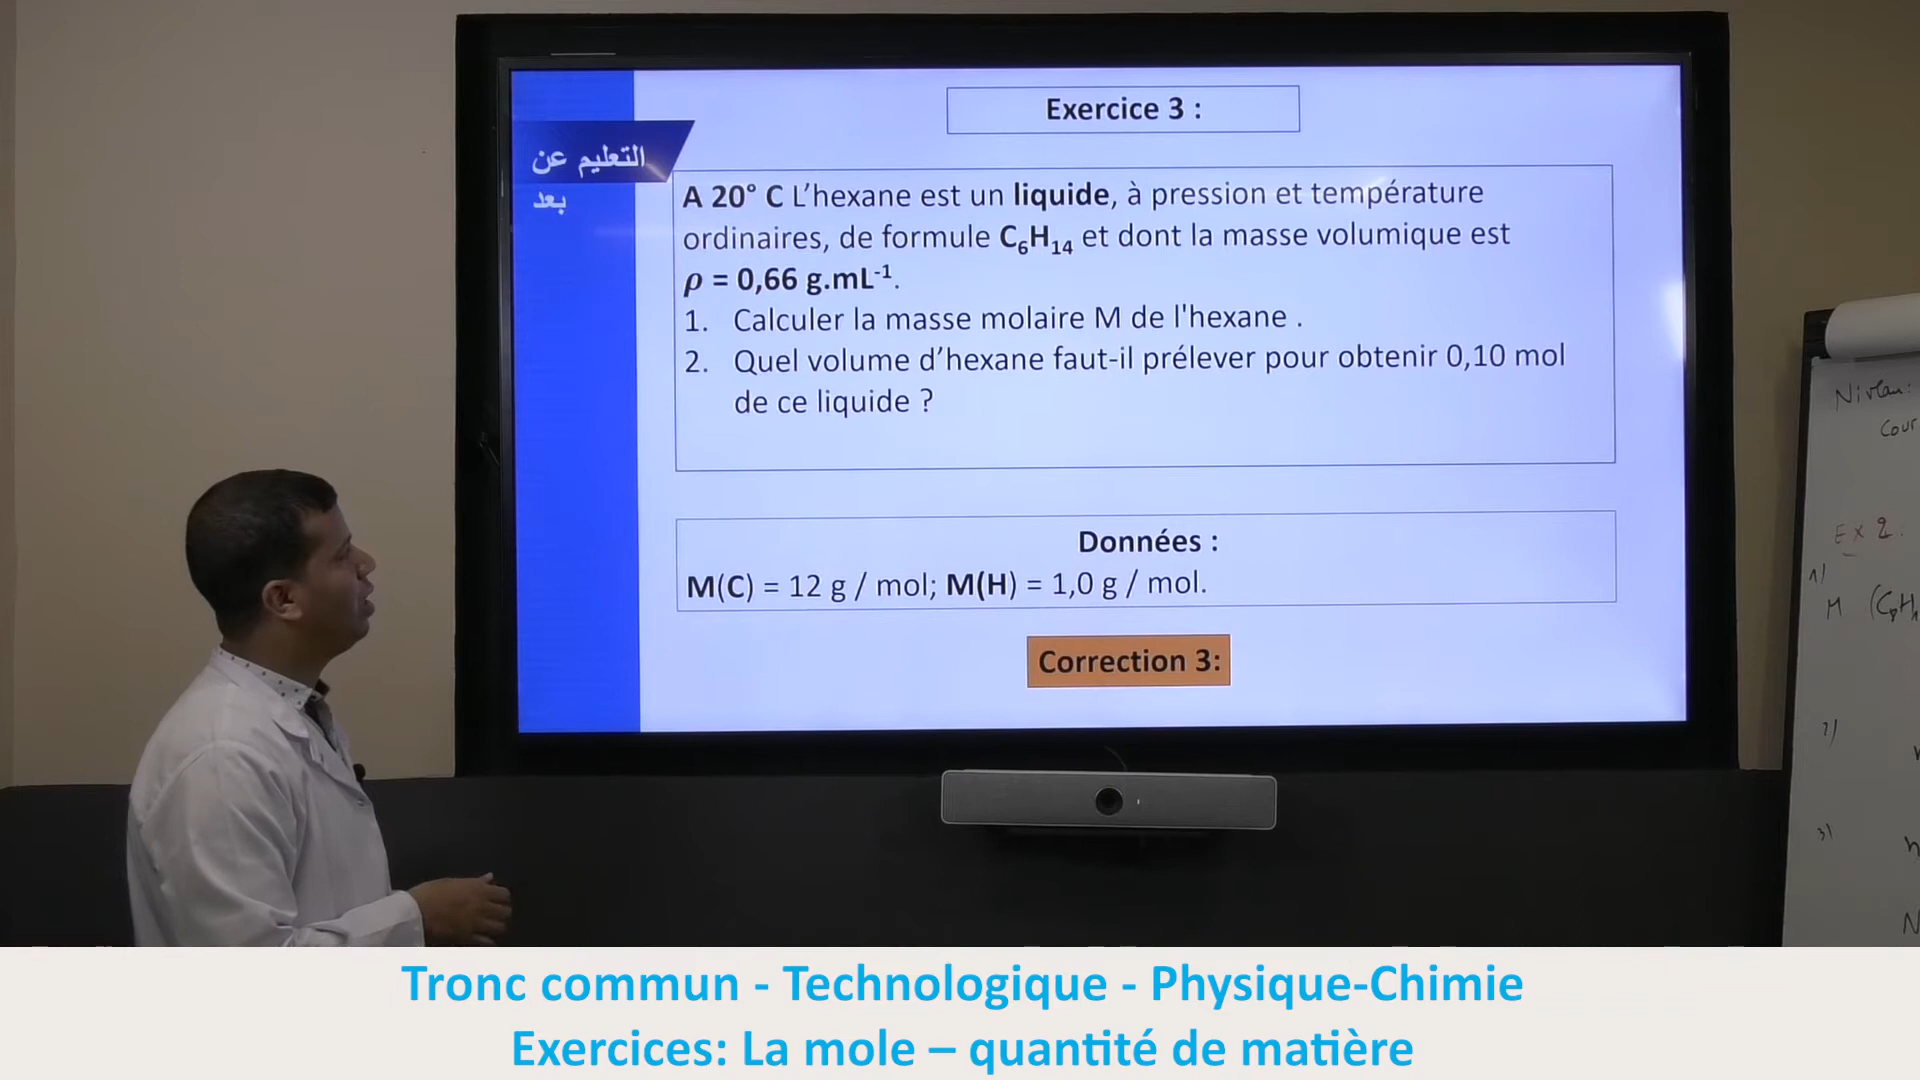 Exercice 3 :
التعليم عن
بعد
A 20° C L’hexane est un liquide, à pression et température
ordinaires, de formule C₆H₁₄ et dont la masse volumique est
ρ = 0,66 g.mL⁻¹.
1. Calculer la masse molaire M de l'hexane .
2. Quel volume d’hexane faut-il prélever pour obtenir 0,10 mol
de ce liquide ?
Données :
M(C) = 12 g / mol; M(H) = 1,0 g / mol.
Correction 3:
Niveau:
Cour
Ex 2:
1/
M
2/
3/
N
Tronc commun - Technologique - Physique-Chimie
Exercices: La mole – quantité de matière